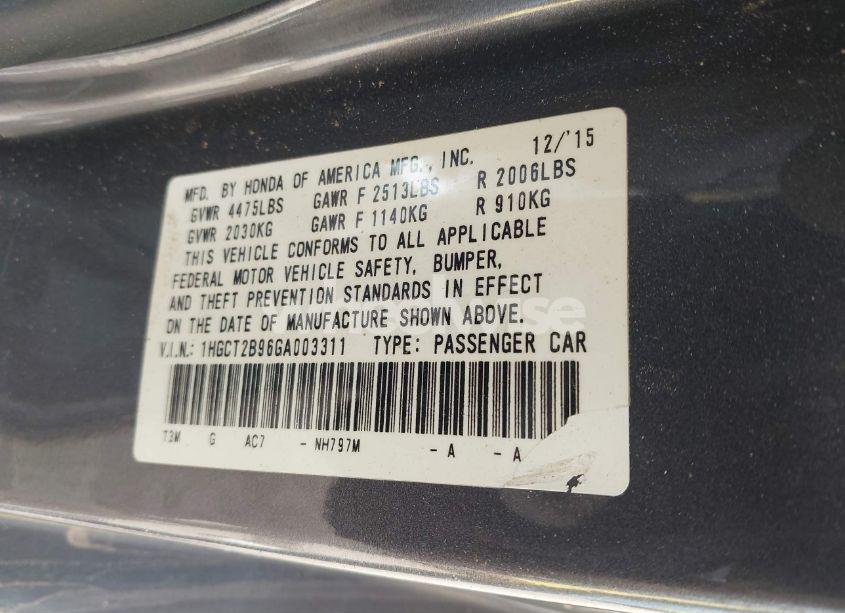 MFD. BY HONDA OF AMERICA MFG., INC. 12/'15
GVWR 4475LBS GAWR F 2513LBS R 2006LBS
GVWR 2030KG GAWR F 1140KG R 910KG
THIS VEHICLE CONFORMS TO ALL APPLICABLE
FEDERAL MOTOR VEHICLE SAFETY, BUMPER,
AND THEFT PREVENTION STANDARDS IN EFFECT
ON THE DATE OF MANUFACTURE SHOWN ABOVE.
V.I.N.: 1HGCT2B96GA003311 TYPE: PASSENGER CAR
T3M G AC7 - NH797M - A - A